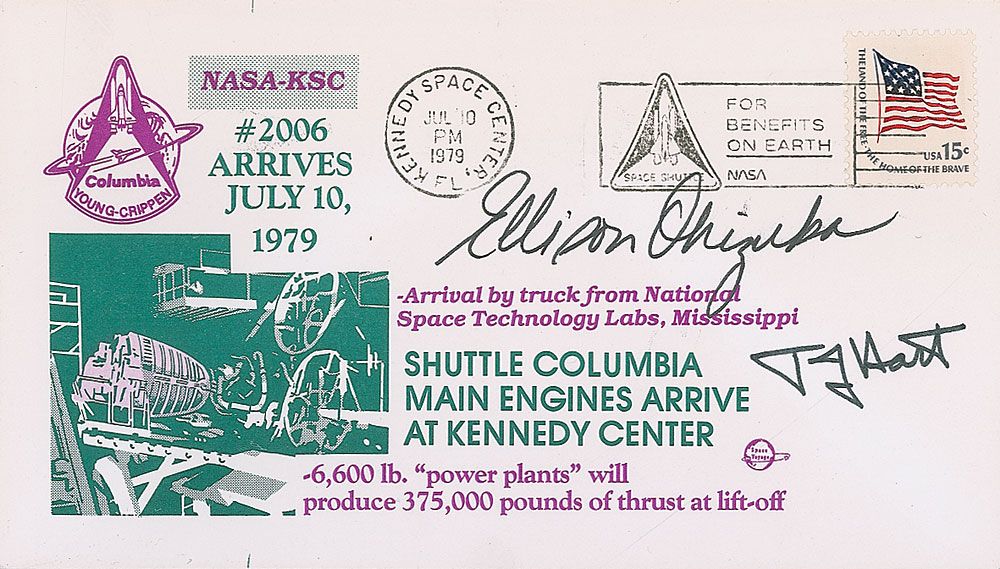 NASA-KSC
#2006
ARRIVES
JULY 10,
1979
Columbia
YOUNG-CRIPPEN
KENNEDY SPACE CENTER, FL.
JUL 10
PM
1979
SPACE SHUTTLE
FOR
BENEFITS
ON EARTH
NASA
THE LAND OF THE FREE THE HOME OF THE BRAVE
USA 15c
Ellison Onizuka
-Arrival by truck from National
Space Technology Labs, Mississippi
TJ Hart
SHUTTLE COLUMBIA
MAIN ENGINES ARRIVE
AT KENNEDY CENTER
Space
Voyage
-6,600 lb. “power plants” will
produce 375,000 pounds of thrust at lift-off